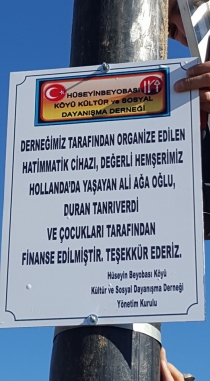 HÜSEYİNBEYOBASI
KÖYÜ KÜLTÜR ve SOSYAL
DAYANIŞMA DERNEĞİ
DERNEĞİMİZ TARAFINDAN ORGANİZE EDİLEN
HATİMMATİK CİHAZI, DEĞERLİ HEMŞERİMİZ
HOLLANDA'DA YAŞAYAN ALİ AĞA OĞLU,
DURAN TANRIVERDİ
VE ÇOCUKLARI TARAFINDAN
FİNANSE EDİLMİŞTİR. TEŞEKKÜR EDERİZ.
Hüseyin Beyobası Köyü
Kültür ve Sosyal Dayanışma Derneği
Yönetim Kurulu